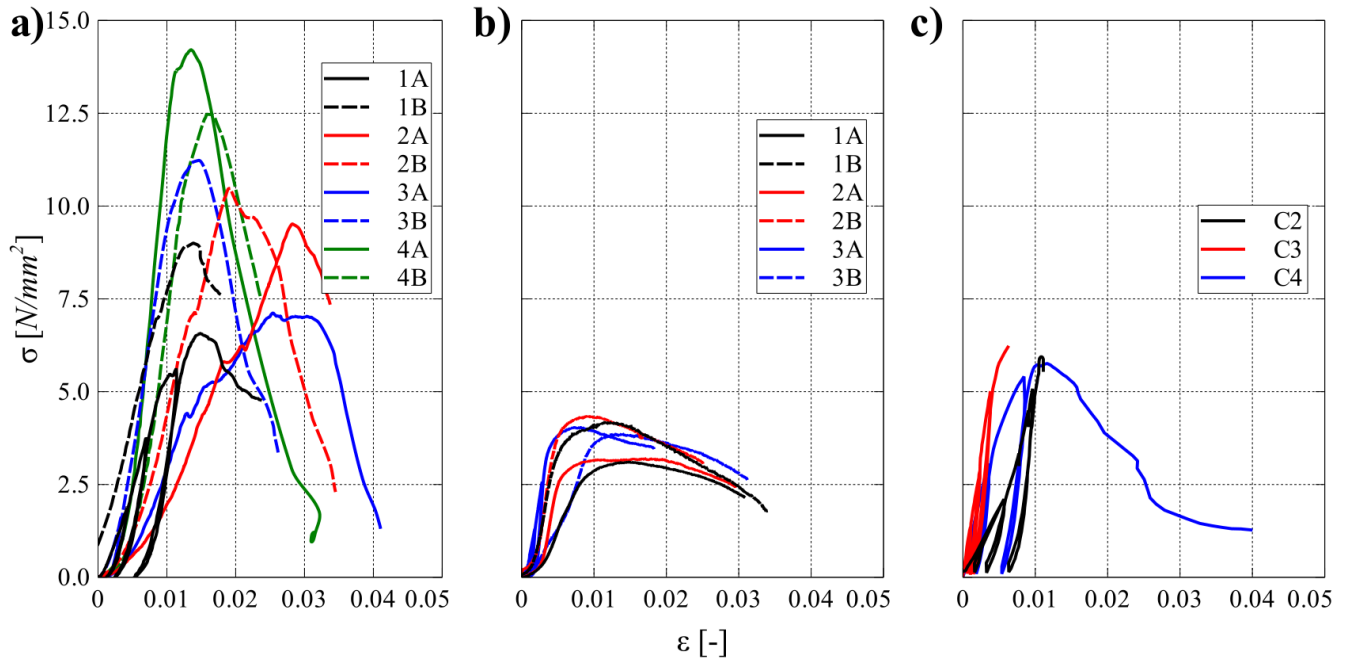 a)
b)
c)
15.0
12.5
10.0
7.5
5.0
2.5
0.0
σ [N/mm²]
1A
1B
2A
2B
3A
3B
4A
4B
1A
1B
2A
2B
3A
3B
C2
C3
C4
0 0.01 0.02 0.03 0.04 0.05
0 0.01 0.02 0.03 0.04 0.05
0 0.01 0.02 0.03 0.04 0.05
ε [-]